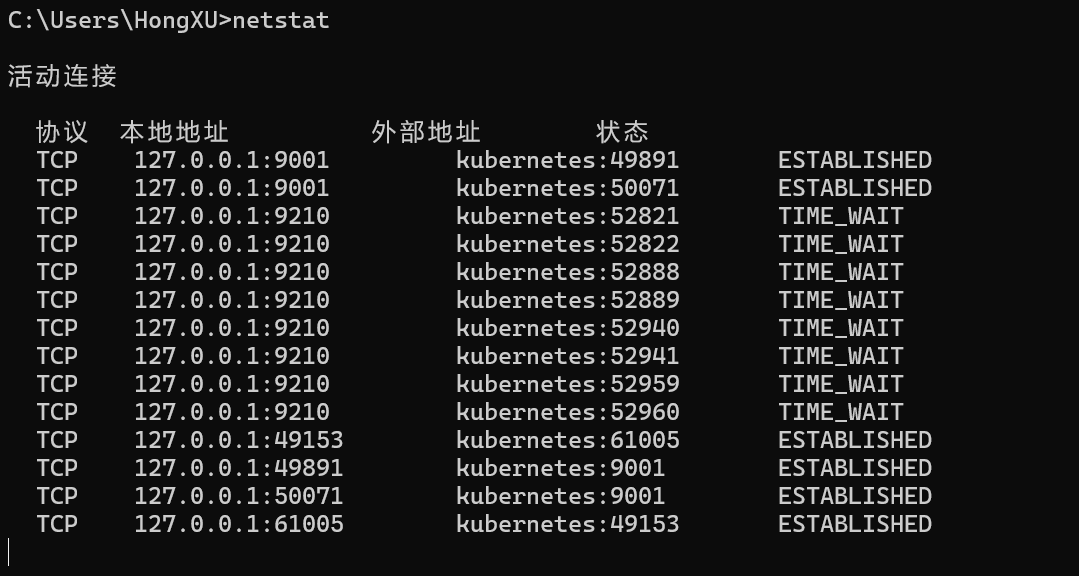 C:\Users\HongXU>netstat
活动连接
协议 本地地址 外部地址 状态
TCP 127.0.0.1:9001 kubernetes:49891 ESTABLISHED
TCP 127.0.0.1:9001 kubernetes:50071 ESTABLISHED
TCP 127.0.0.1:9210 kubernetes:52821 TIME_WAIT
TCP 127.0.0.1:9210 kubernetes:52822 TIME_WAIT
TCP 127.0.0.1:9210 kubernetes:52888 TIME_WAIT
TCP 127.0.0.1:9210 kubernetes:52889 TIME_WAIT
TCP 127.0.0.1:9210 kubernetes:52940 TIME_WAIT
TCP 127.0.0.1:9210 kubernetes:52941 TIME_WAIT
TCP 127.0.0.1:9210 kubernetes:52959 TIME_WAIT
TCP 127.0.0.1:9210 kubernetes:52960 TIME_WAIT
TCP 127.0.0.1:49153 kubernetes:61005 ESTABLISHED
TCP 127.0.0.1:49891 kubernetes:9001 ESTABLISHED
TCP 127.0.0.1:50071 kubernetes:9001 ESTABLISHED
TCP 127.0.0.1:61005 kubernetes:49153 ESTABLISHED